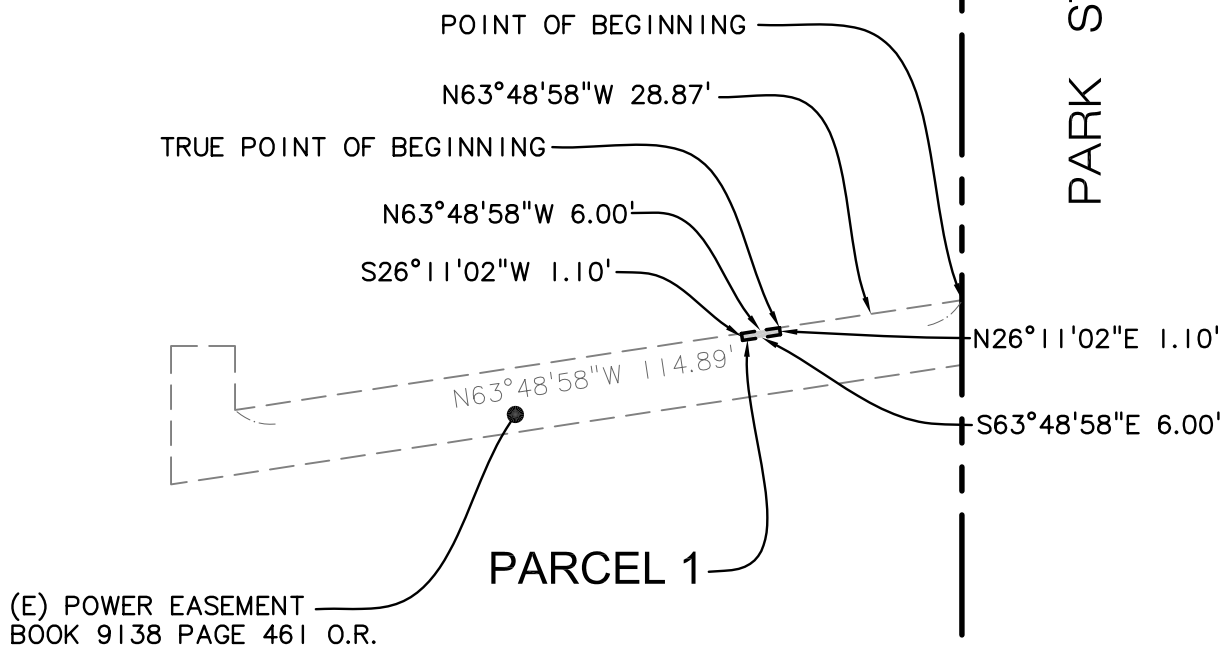 POINT OF BEGINNING
N63°48'58"W 28.87'
TRUE POINT OF BEGINNING
N63°48'58"W 6.00'
S26°11'02"W 1.10'
N63°48'58"W 114.89'
N26°11'02"E 1.10'
S63°48'58"E 6.00'
PARCEL 1
(E) POWER EASEMENT
BOOK 9138 PAGE 461 O.R.
PARK